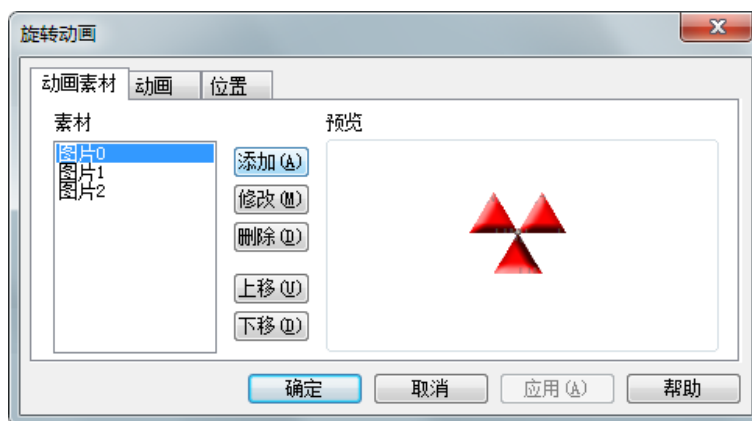 旋转动画
动画素材 动画 位置
素材
图片0
图片1
图片2
添加(A)
修改(M)
删除(D)
上移(U)
下移(D)
预览
确定 取消 应用(A) 帮助